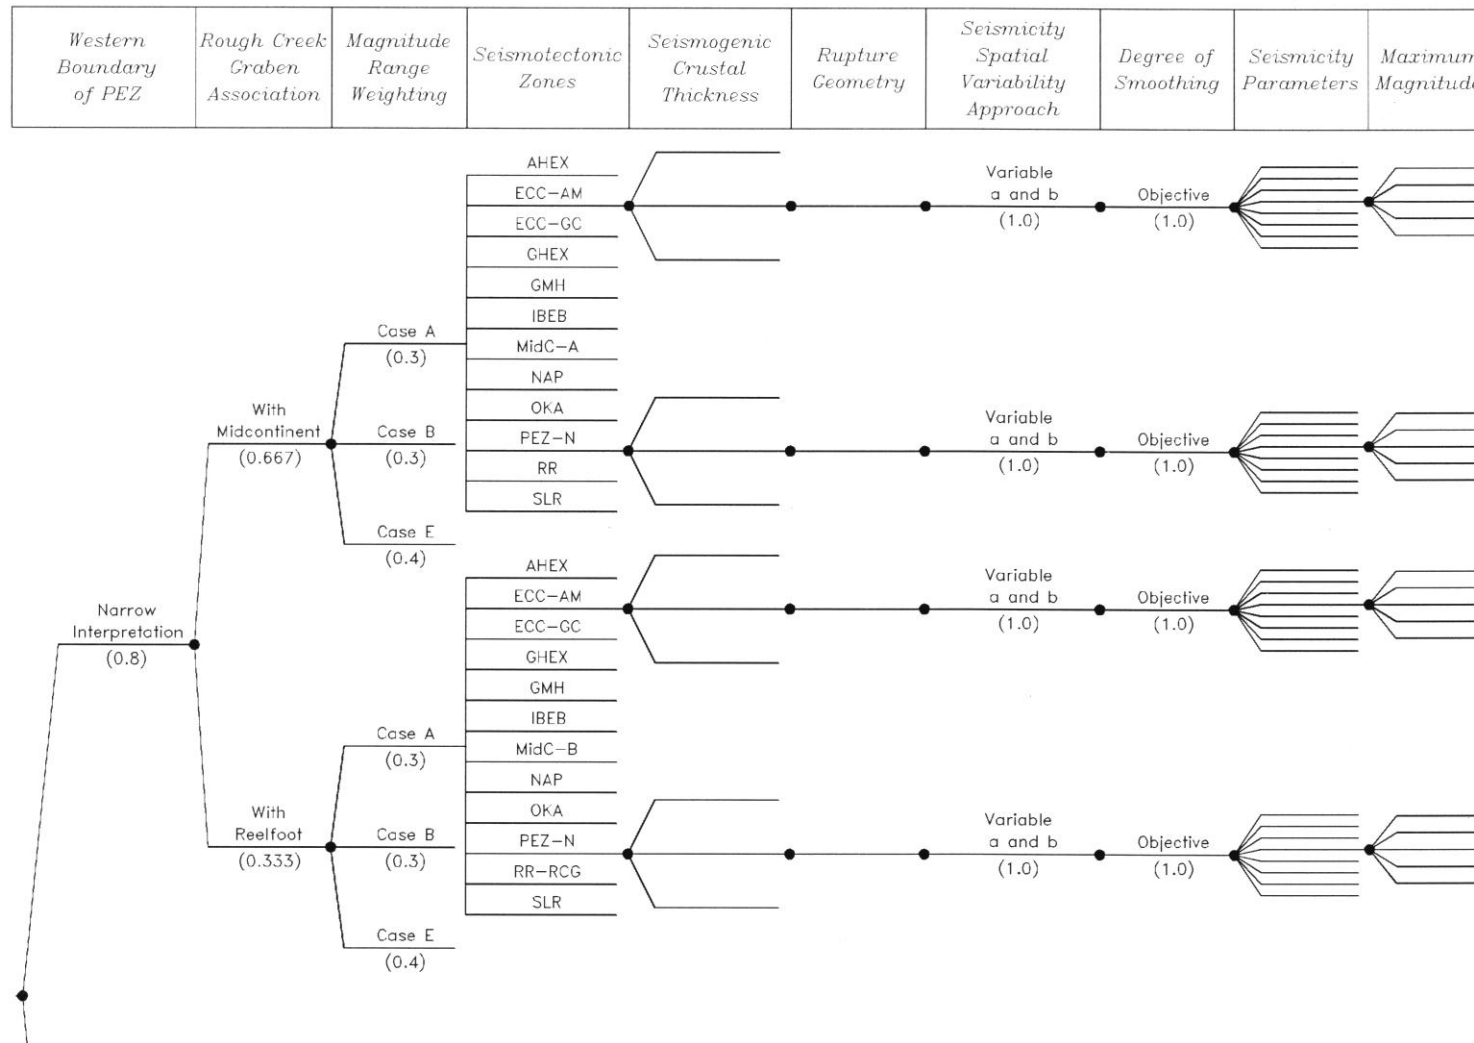 Western
Boundary
of PEZ
Rough Creek
Graben
Association
Magnitude
Range
Weighting
Seismotectonic
Zones
Seismogenic
Crustal
Thickness
Rupture
Geometry
Seismicity
Spatial
Variability
Approach
Degree of
Smoothing
Seismicity
Parameters
Maximum
Magnitude
Narrow
Interpretation
(0.8)
With
Midcontinent
(0.667)
Case A
(0.3)
Case B
(0.3)
Case E
(0.4)
AHEX
ECC-AM
ECC-GC
GHEX
GMH
IBEB
MidC-A
NAP
OKA
PEZ-N
RR
SLR
Variable
a and b
(1.0)
Objective
(1.0)
Variable
a and b
(1.0)
Objective
(1.0)
With
Reelfoot
(0.333)
Case A
(0.3)
Case B
(0.3)
Case E
(0.4)
AHEX
ECC-AM
ECC-GC
GHEX
GMH
IBEB
MidC-B
NAP
OKA
PEZ-N
RR-RCG
SLR
Variable
a and b
(1.0)
Objective
(1.0)
Variable
a and b
(1.0)
Objective
(1.0)